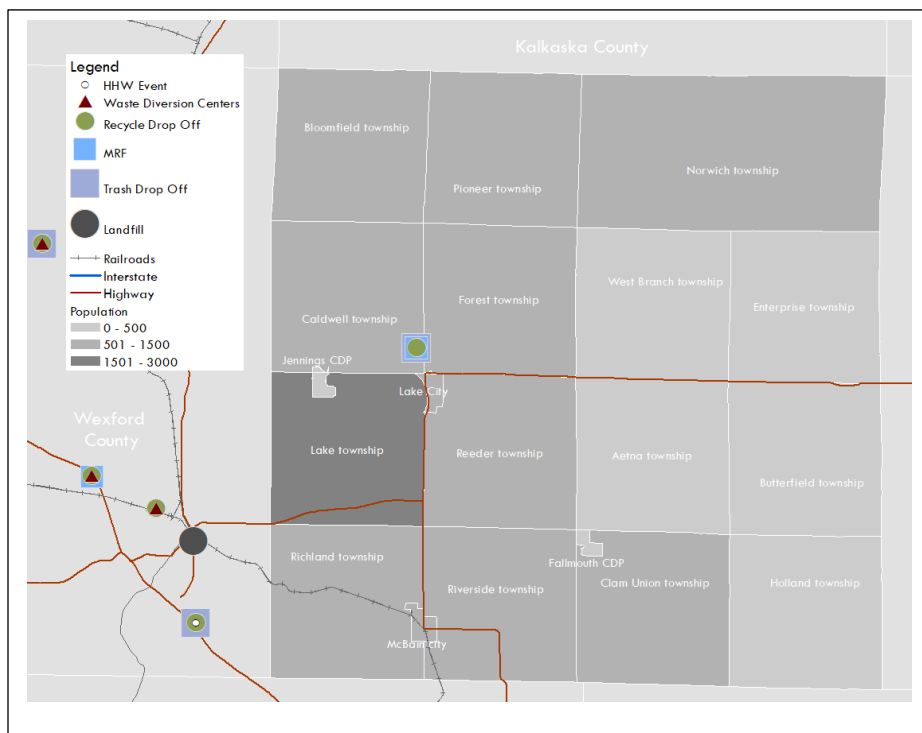 Kalkaska County
Legend
HHW Event
Waste Diversion Centers
Recycle Drop Off
MRF
Trash Drop Off
Landfill
Railroads
Interstate
Highway
Population
0 - 500
501 - 1500
1501 - 3000
Bloomfield township
Pioneer township
Norwich township
Caldwell township
Forest township
West Branch township
Enterprise township
Jennings CDP
Lake City
Wexford
County
Lake township
Reeder township
Aetna township
Butterfield township
Richland township
Riverside township
Fallmouth CDP
Clam Union township
Holland township
McBain city